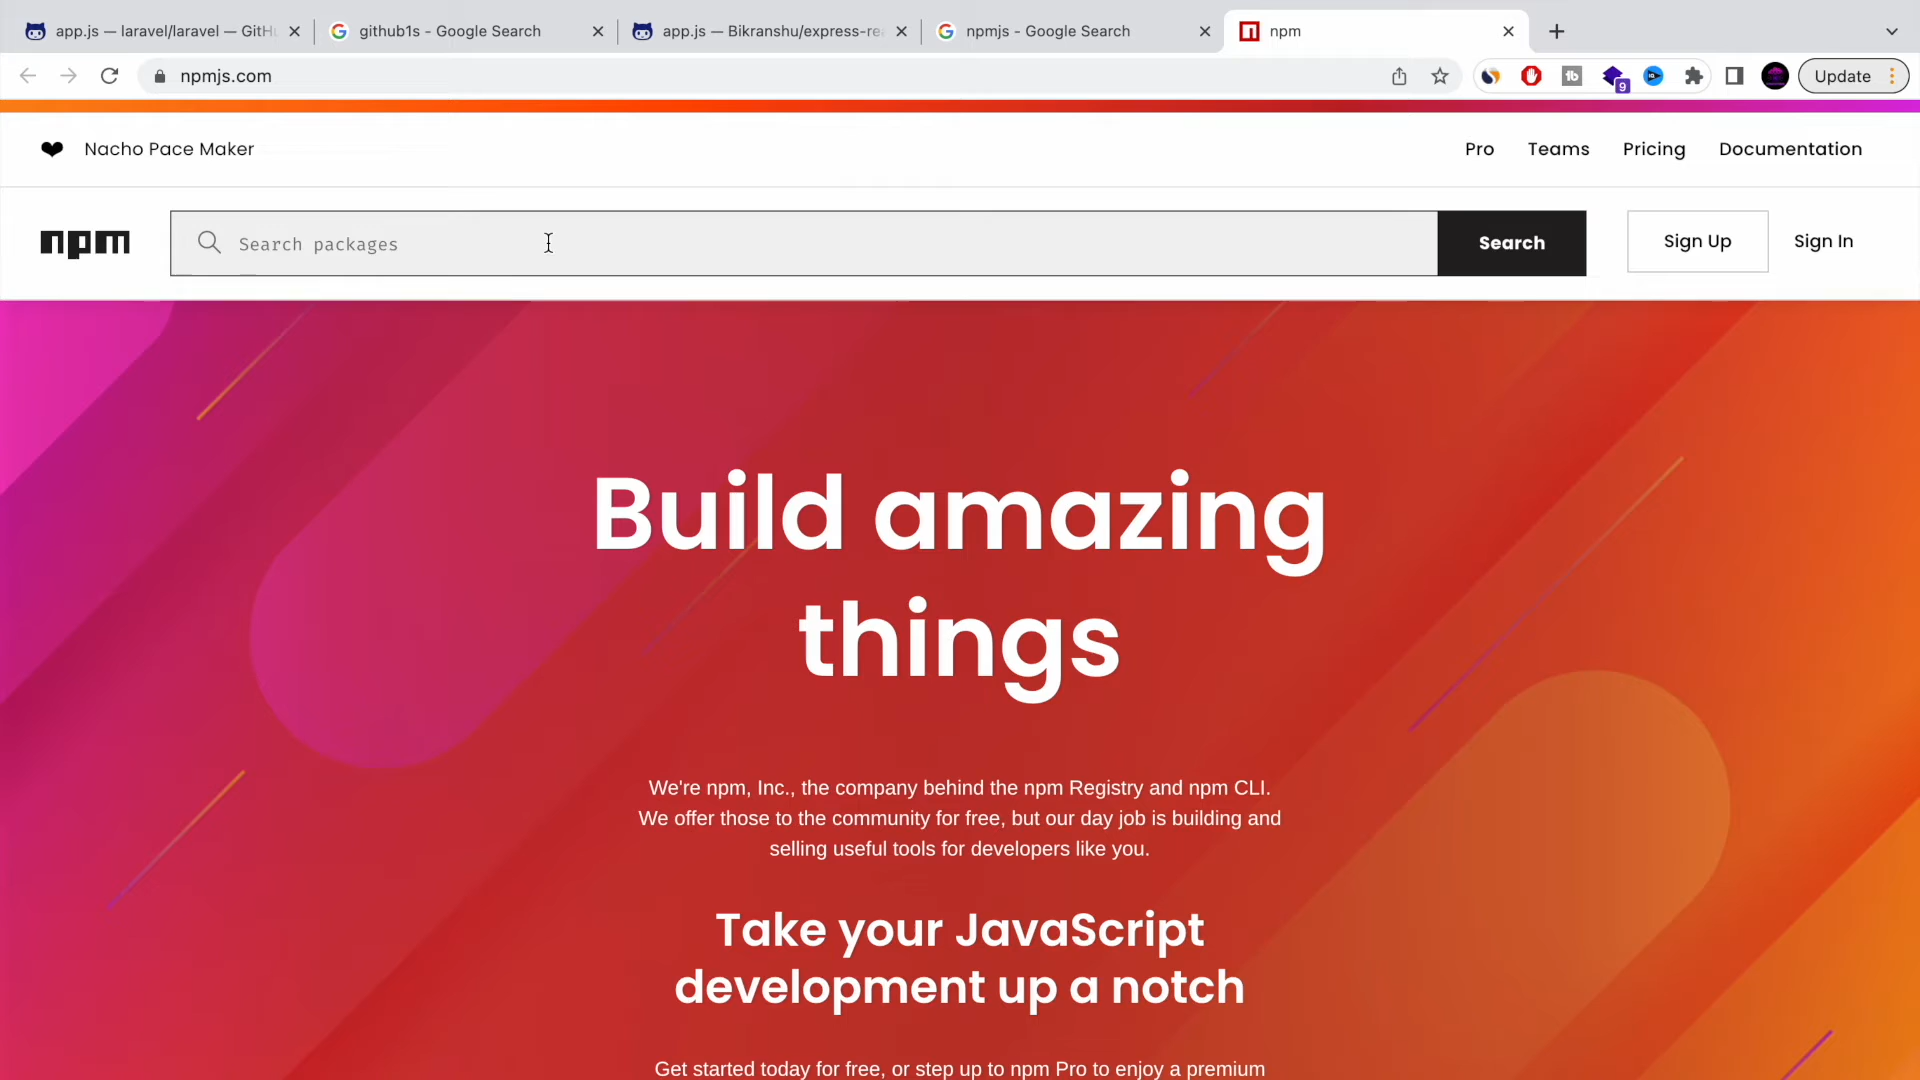 app.js — laravel/laravel — GitH
github1s - Google Search
app.js — Bikranshu/express-re
npmjs - Google Search
npm
npmjs.com
9
Update
Nacho Pace Maker
Pro
Teams
Pricing
Documentation
npm
Search packages
Search
Sign Up
Sign In
Build amazing
things
We're npm, Inc., the company behind the npm Registry and npm CLI.
We offer those to the community for free, but our day job is building and
selling useful tools for developers like you.
Take your JavaScript
development up a notch
Get started today for free, or step up to npm Pro to enjoy a premium